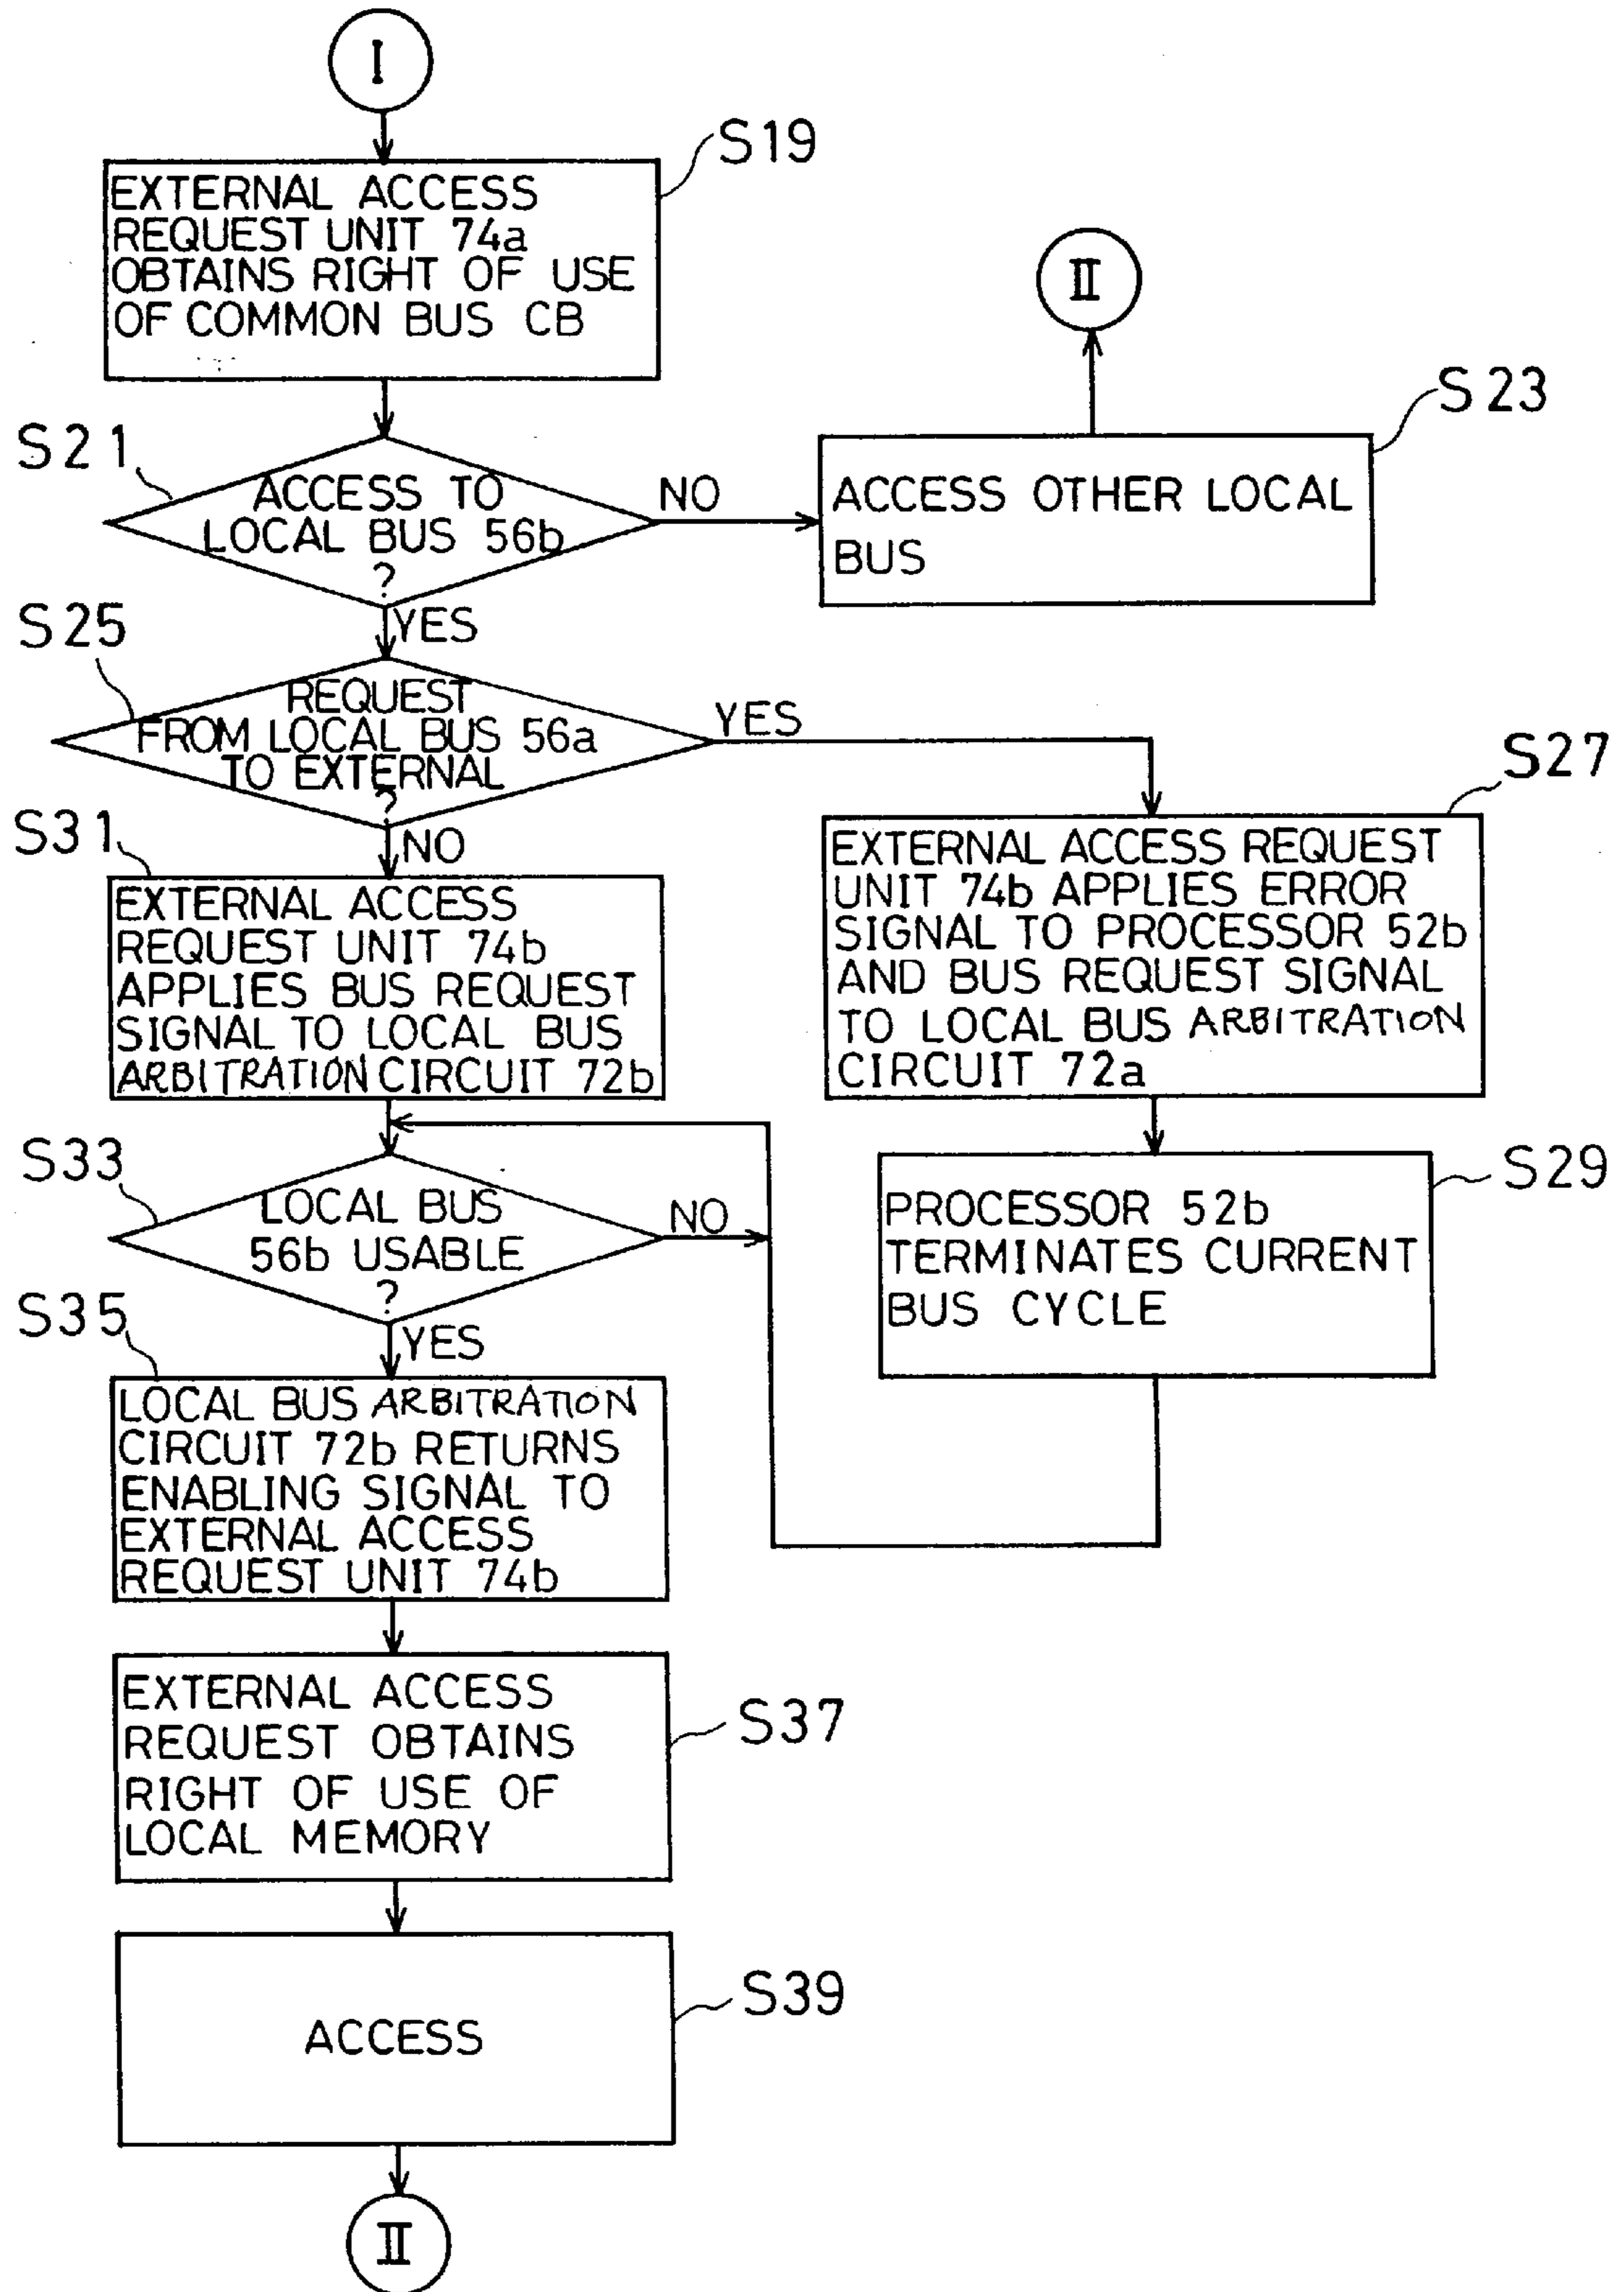 I
S19
EXTERNAL ACCESS
REQUEST UNIT 74a
OBTAINS RIGHT OF USE
OF COMMON BUS CB
II
S23
S21
ACCESS TO
LOCAL BUS 56b
?
NO
ACCESS OTHER LOCAL
BUS
YES
S25
REQUEST
FROM LOCAL BUS 56a
TO EXTERNAL
?
YES
S27
NO
S31
EXTERNAL ACCESS
REQUEST UNIT 74b
APPLIES BUS REQUEST
SIGNAL TO LOCAL BUS
ARBITRATION CIRCUIT 72b
EXTERNAL ACCESS REQUEST
UNIT 74b APPLIES ERROR
SIGNAL TO PROCESSOR 52b
AND BUS REQUEST SIGNAL
TO LOCAL BUS ARBITRATION
CIRCUIT 72a
S33
LOCAL BUS
56b USABLE
?
NO
S29
PROCESSOR 52b
TERMINATES CURRENT
BUS CYCLE
YES
S35
LOCAL BUS ARBITRATION
CIRCUIT 72b RETURNS
ENABLING SIGNAL TO
EXTERNAL ACCESS
REQUEST UNIT 74b
EXTERNAL ACCESS
REQUEST OBTAINS
RIGHT OF USE OF
LOCAL MEMORY
S37
ACCESS
S39
II